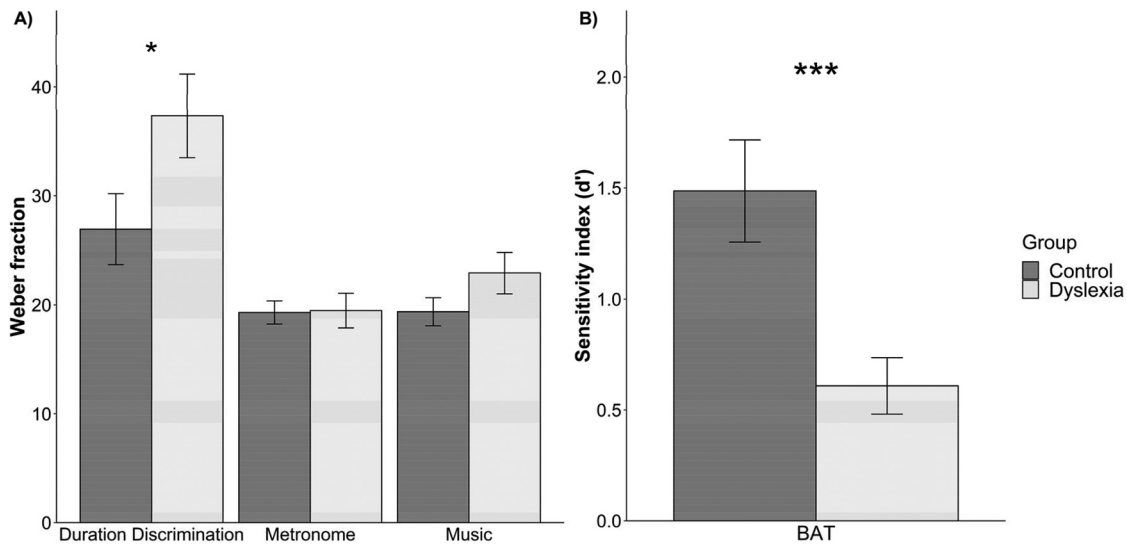 A)
*
Weber fraction
40
30
20
10
0
Duration Discrimination Metronome Music
B)
***
Sensitivity index (d')
2.0
1.5
1.0
0.5
0.0
BAT
Group
Control
Dyslexia